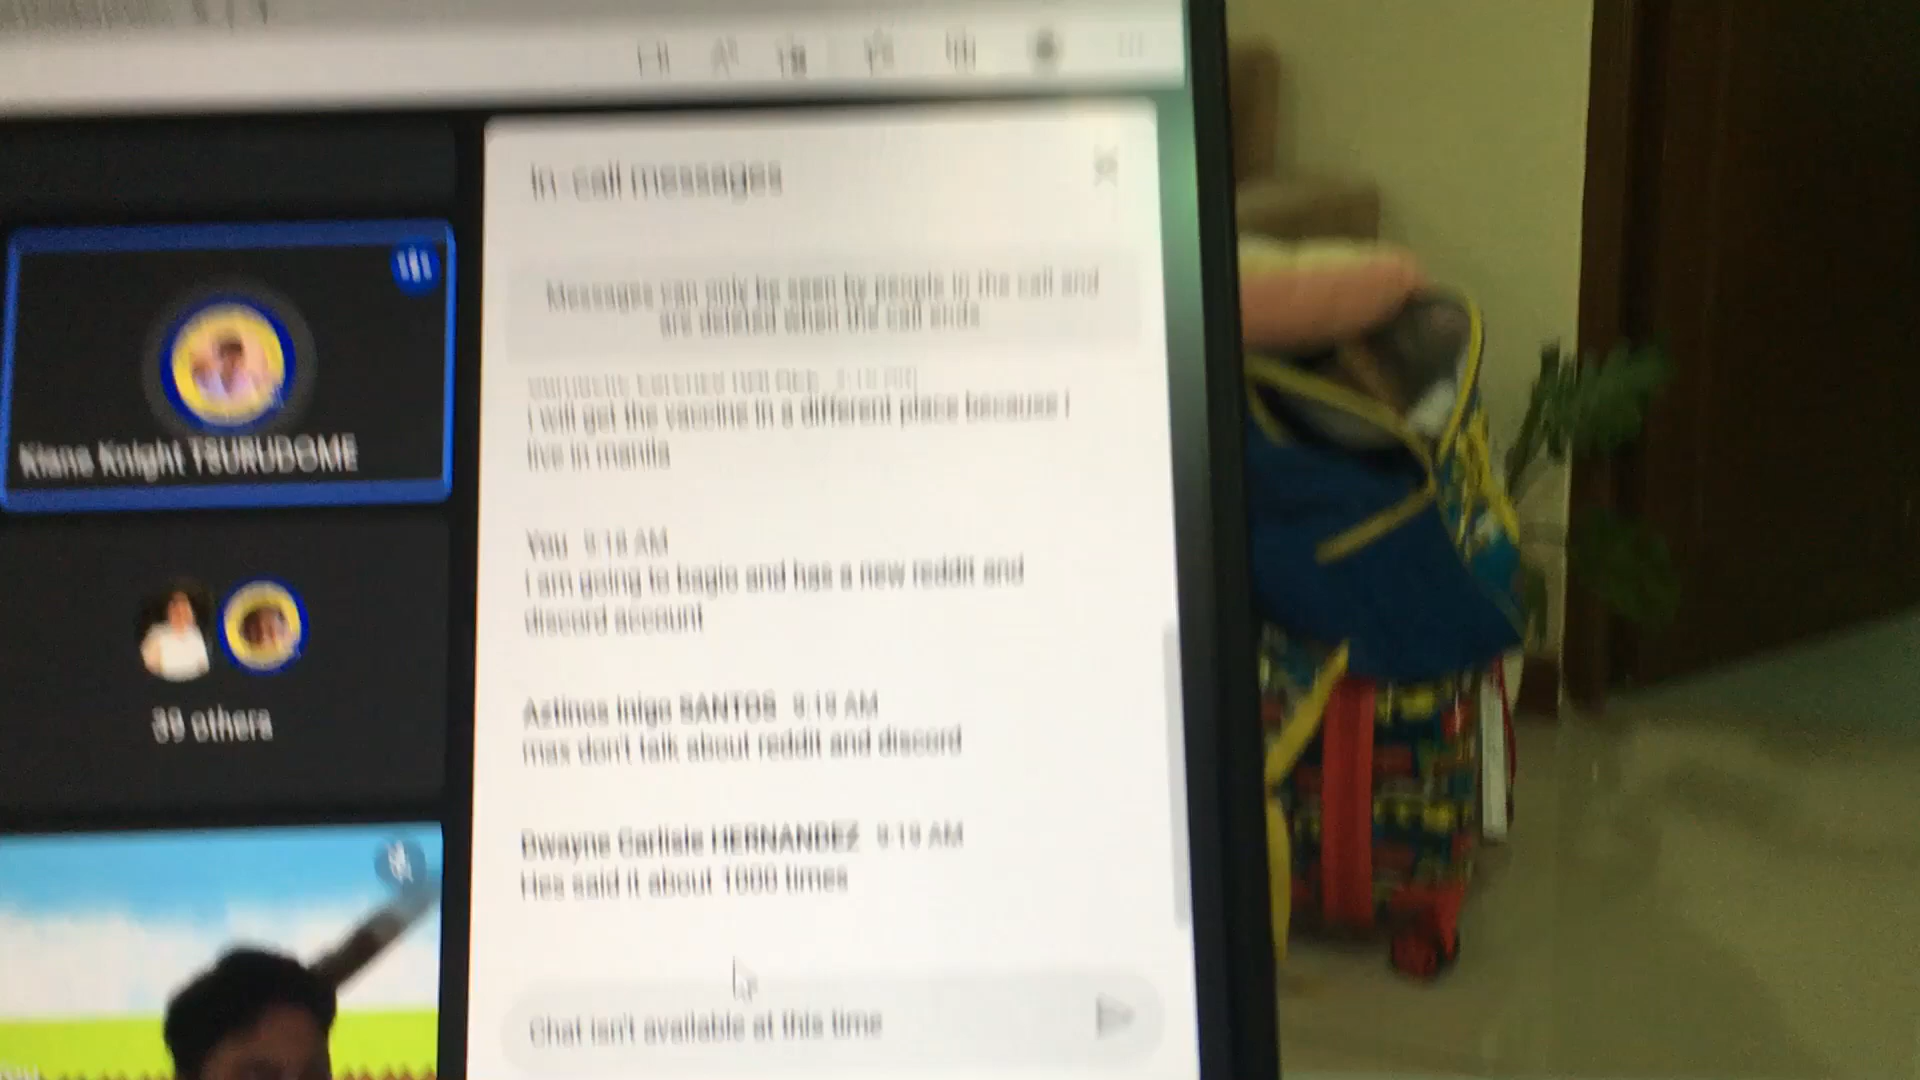 In-call messages
Messages can only be seen by people in the call and
are deleted when the call ends
I will get the vaccine in a different place because I
live in manila
You 9:18 AM
I am going to bagio and has a new reddit and
discord account
Inigo SANTOS 9:18 AM
max don't talk about reddit and discord
Dwayne Carlisle HERNANDEZ 9:19 AM
Hes said it about 1000 times
Chat isn't available at this time
Knight TSURUDOME
39 others